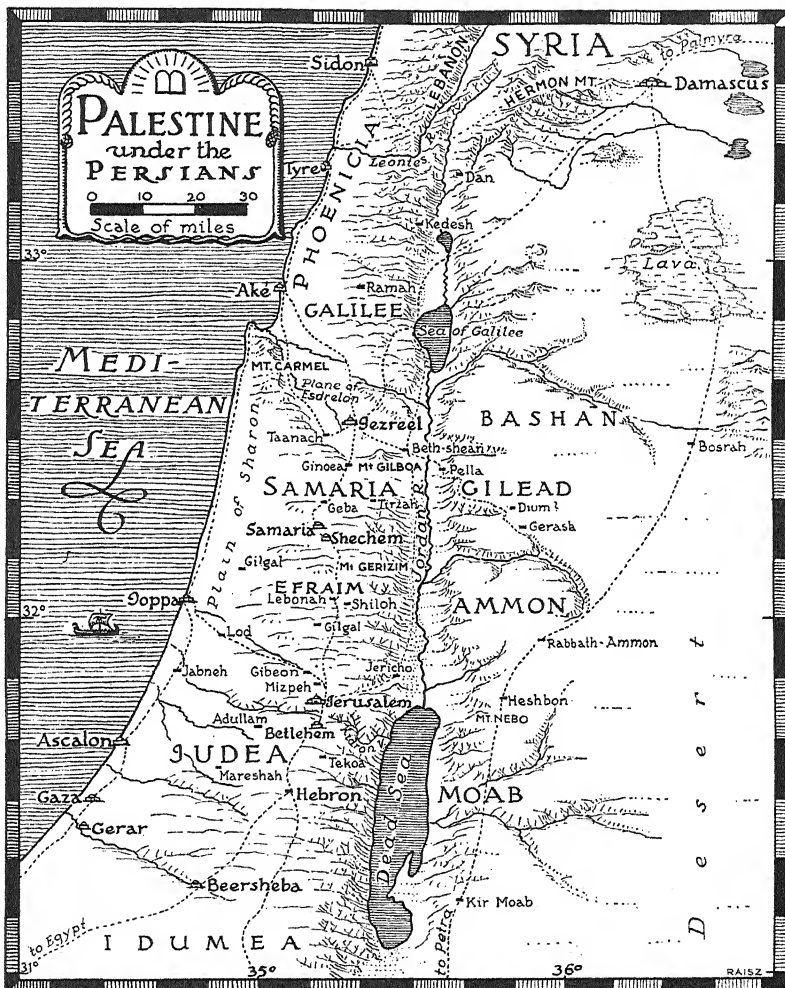 PALESTINE
under the
PERSIANS
0 10 20 30
Scale of miles
SYRIA
to Palmyra
Sidon
LEBANON
HERMON MT.
Damascus
PHOENICIA
Tyre
Leontes R.
Dan
Kedesh
33°
Lava
Aké
Ramah
GALILEE
Sea of Galilee
MEDI-
TERRANEAN
SEA
MT. CARMEL
Plane of
Esdrelon
BASHAN
Jezreel
Taanach
Beth-shean
Bosrah
Plain of Sharon
Ginoea
Mt GILBOA
Pella
SAMARIA
GILEAD
Geba
Tirzah
Dium?
Jordan R.
Samaria
Shechem
Gerash
Gilgal
Mt GERIZIM
EFRAIM
Joppa
Lebonah
Shiloh
AMMON
32°
Gilgal
Lod
Rabbath-Ammon
Jabneh
Gibeon
Jericho
Mizpeh
Jerusalem
Heshbon
MT. NEBO
Adullam
Betlehem
Ascalon
JUDEA
Tekoa
Mareshah
Dead Sea
Gaza
Hebron
MOAB
Gerar
Desert
Beersheba
Kir Moab
to Egypt
IDUMEA
to Petra
31°
35°
36°
RAISZ